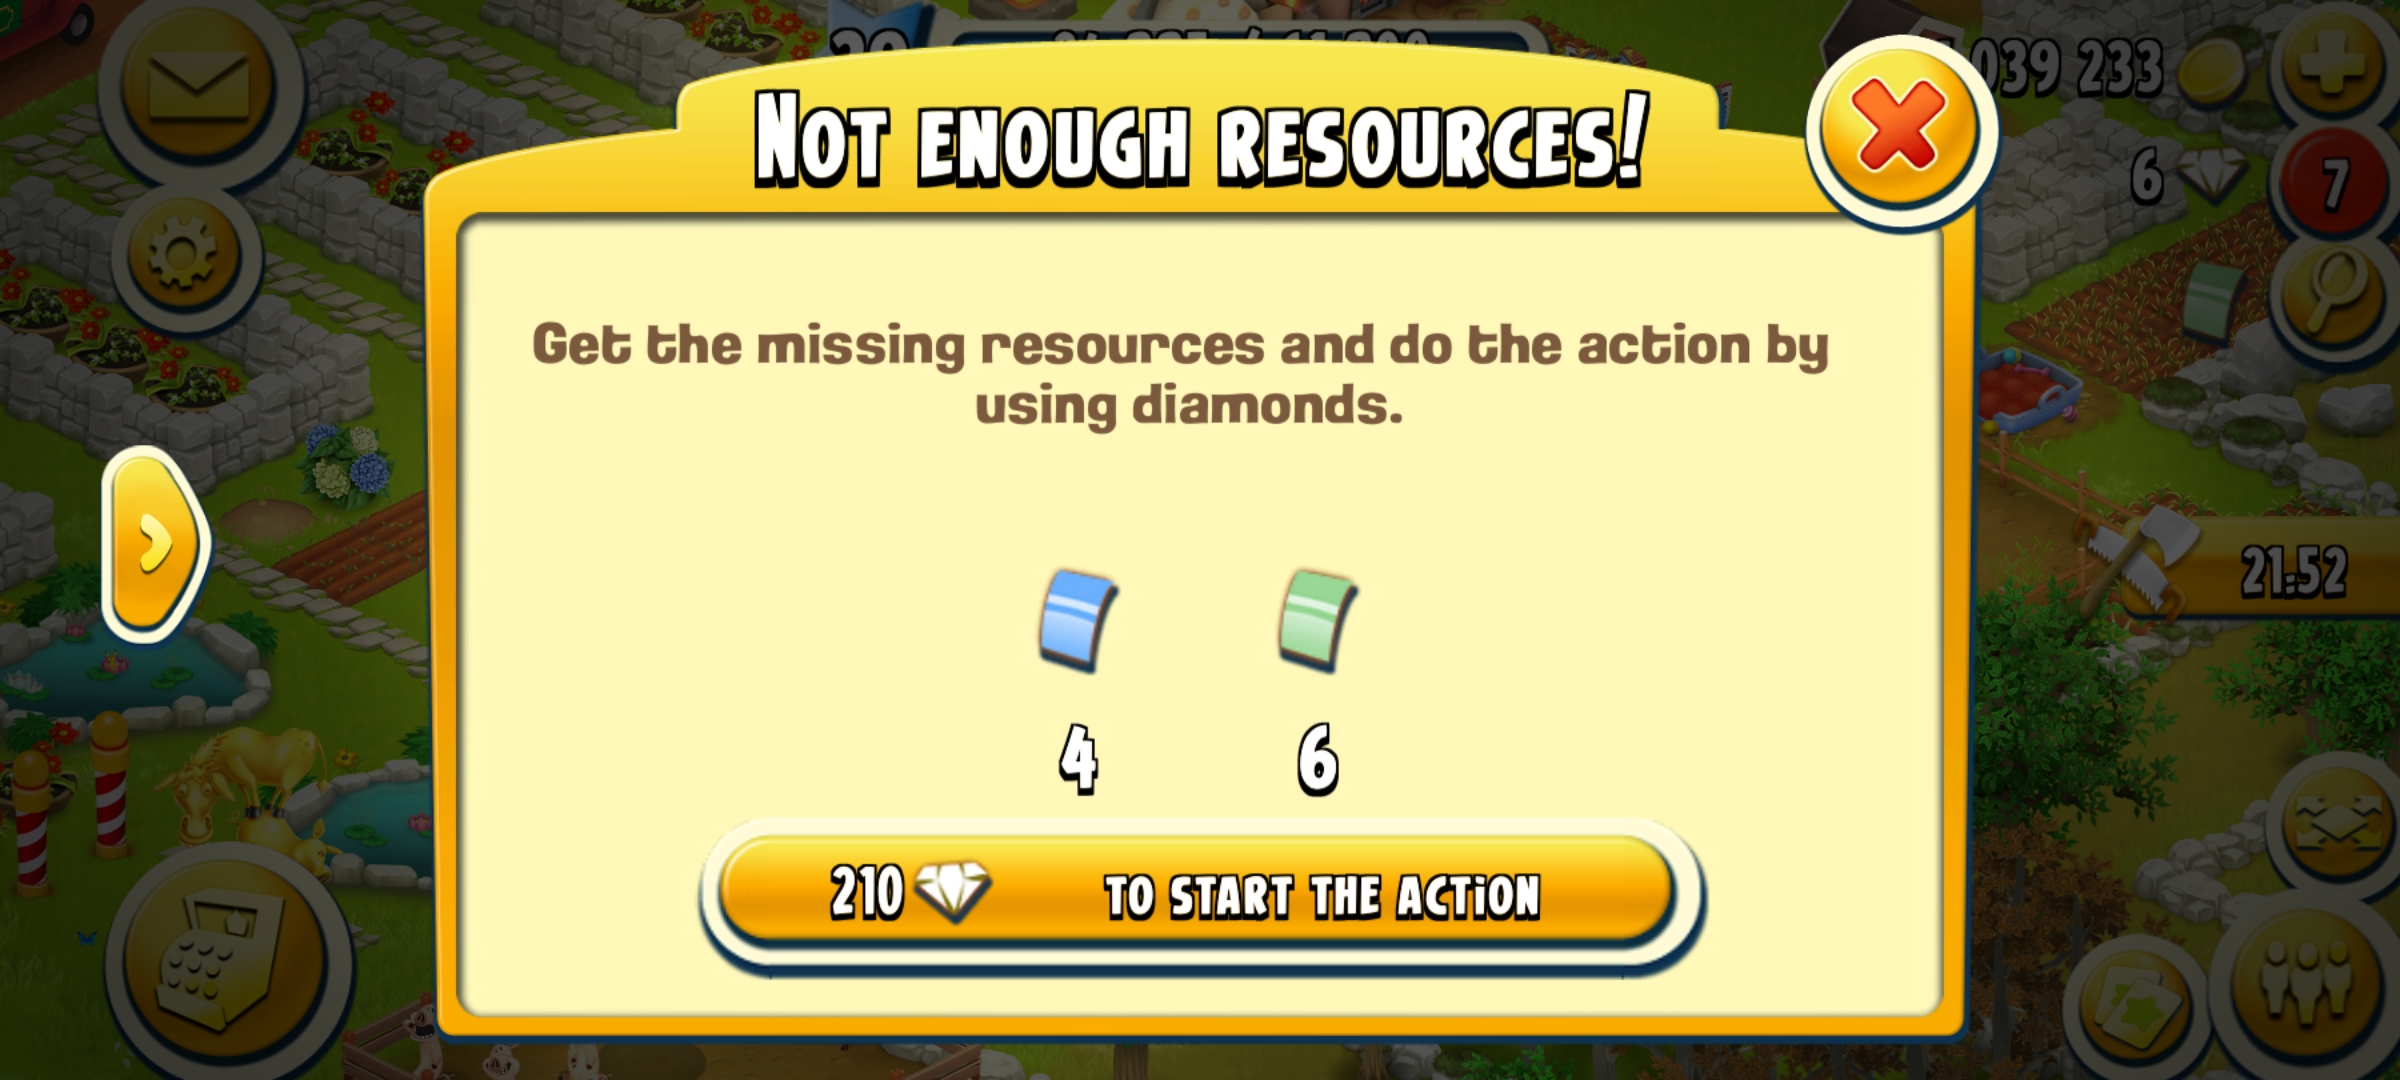 039 233
NOT ENOUGH RESOURCES!
6
7
Get the missing resources and do the action by
using diamonds.
21:52
4 6
210 TO START THE ACTION